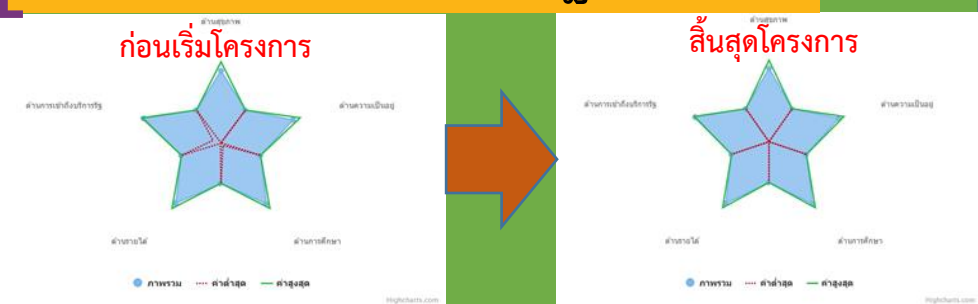 ด้านสุขภาพ
ก่อนเริ่มโครงการ
ด้านการเข้าถึงบริการรัฐ
ด้านความเป็นอยู่
ด้านรายได้
ด้านการศึกษา
ภาพรวม ค่าต่ำสุด ค่าสูงสุด
Highcharts.com
ด้านสุขภาพ
สิ้นสุดโครงการ
ด้านการเข้าถึงบริการรัฐ
ด้านความเป็นอยู่
ด้านรายได้
ด้านการศึกษา
ภาพรวม ค่าต่ำสุด ค่าสูงสุด
Highcharts.com